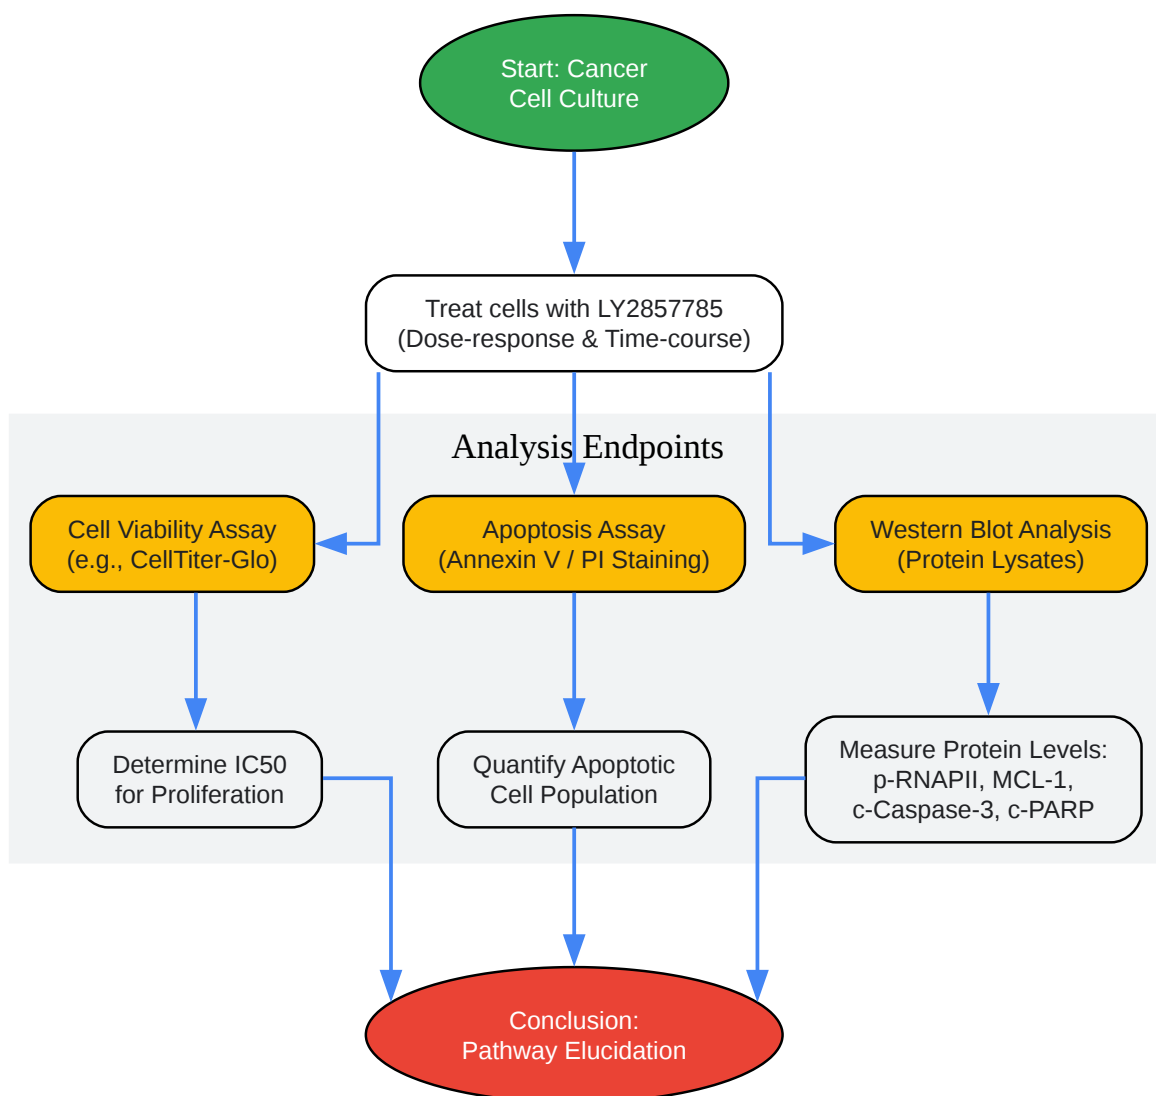 Start: Cancer
Cell Culture
Treat cells with LY2857785
(Dose-response & Time-course)
Analysis Endpoints
Cell Viability Assay
(e.g., CellTiter-Glo)
Apoptosis Assay
(Annexin V / PI Staining)
Western Blot Analysis
(Protein Lysates)
Determine IC50
for Proliferation
Quantify Apoptotic
Cell Population
Measure Protein Levels:
p-RNAPII, MCL-1,
c-Caspase-3, c-PARP
Conclusion:
Pathway Elucidation